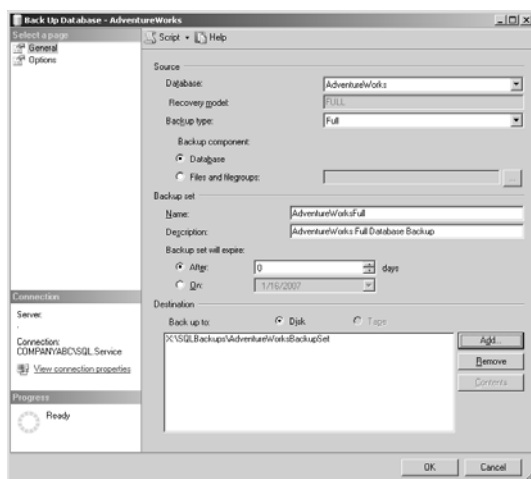 Back Up Database - AdventureWorks
Select a page
General
Options
Script
Help
Source
Database:
AdventureWorks
Recovery model:
FULL
Backup type:
Full
Backup component:
Database
Files and filegroups:
...
Backup set
Name:
AdventureWorksFull
Description:
AdventureWorks Full Database Backup
Backup set will expire:
After:
0
days
On:
1/16/2007
Destination
Back up to:
Disk
Tape
X:\SQLBackups\AdventureWorksBackupSet
Add...
Remove
Contents
Connection
Server:
.
Connection:
COMPANYABC\SQL.Service
View connection properties
Progress
Ready
OK
Cancel